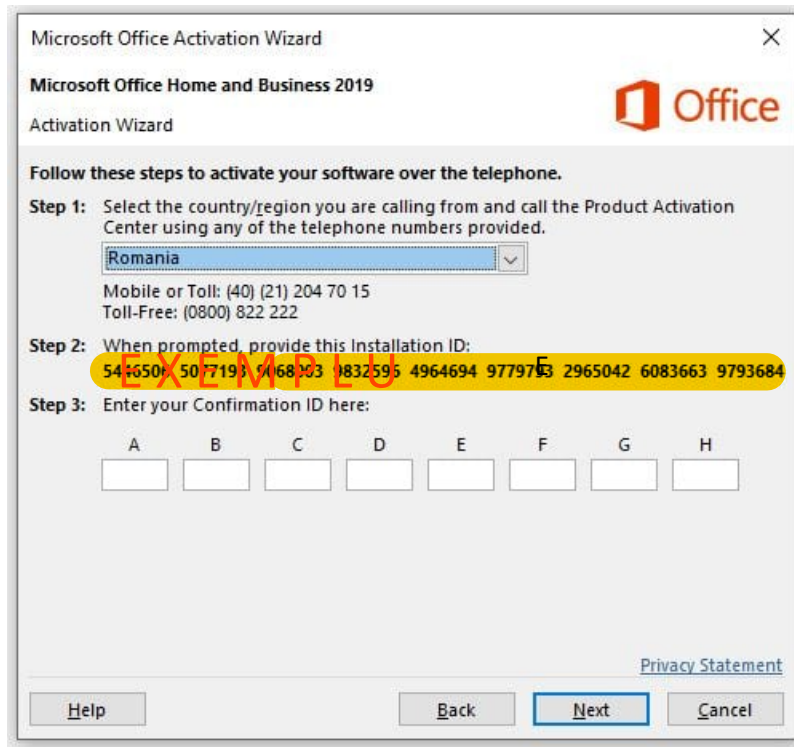 Microsoft Office Activation Wizard
Microsoft Office Home and Business 2019
Office
Activation Wizard
Follow these steps to activate your software over the telephone.
Step 1: Select the country/region you are calling from and call the Product Activation
Center using any of the telephone numbers provided.
Romania
Mobile or Toll: (40) (21) 204 70 15
Toll-Free: (0800) 822 222
Step 2: When prompted, provide this Installation ID:
EXEMPLU E
4964694 2965042 6083663 9793684
Step 3: Enter your Confirmation ID here:
A B C D E F G H
Privacy Statement
Help Back Next Cancel